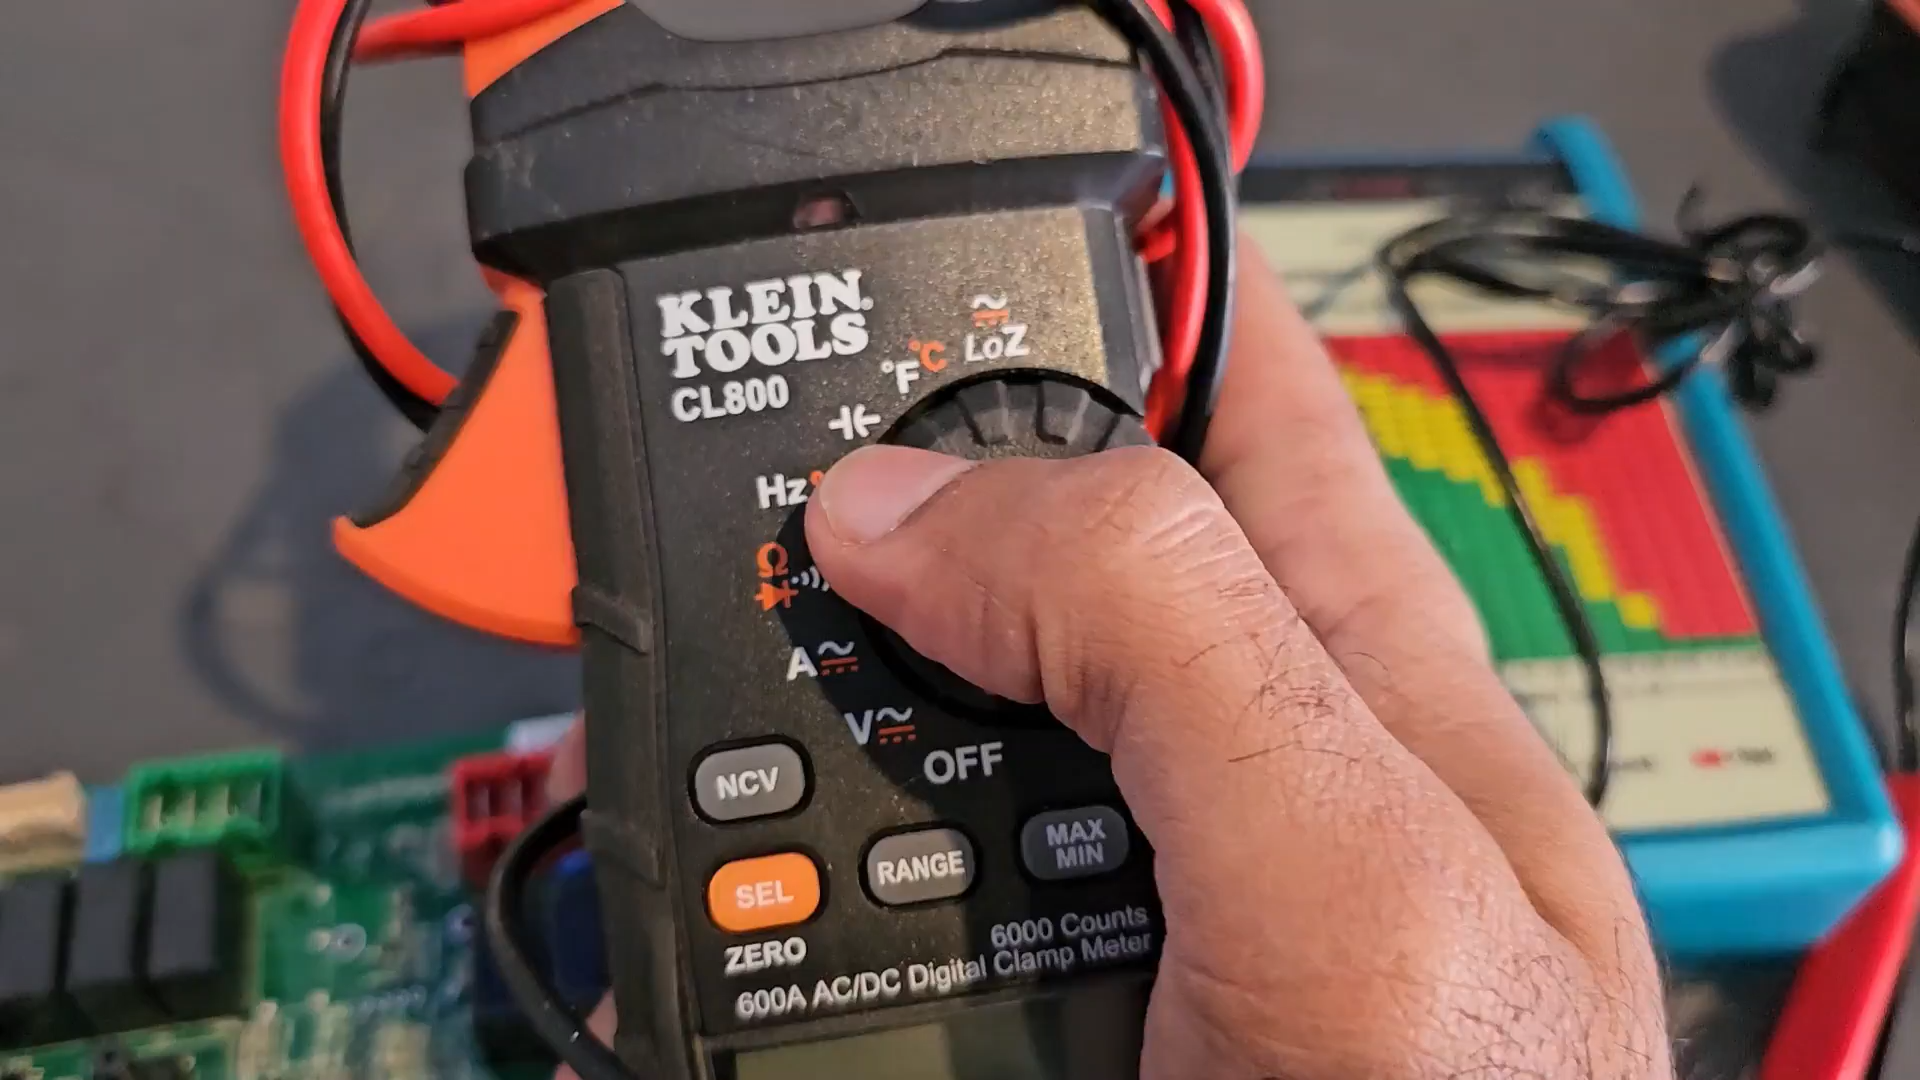 KLEIN
TOOLS
CL800
LoZ
°F °C
Hz
Ω
A
V
OFF
NCV
SEL
RANGE
MAX
MIN
ZERO
6000 Counts
600A AC/DC Digital Clamp Meter